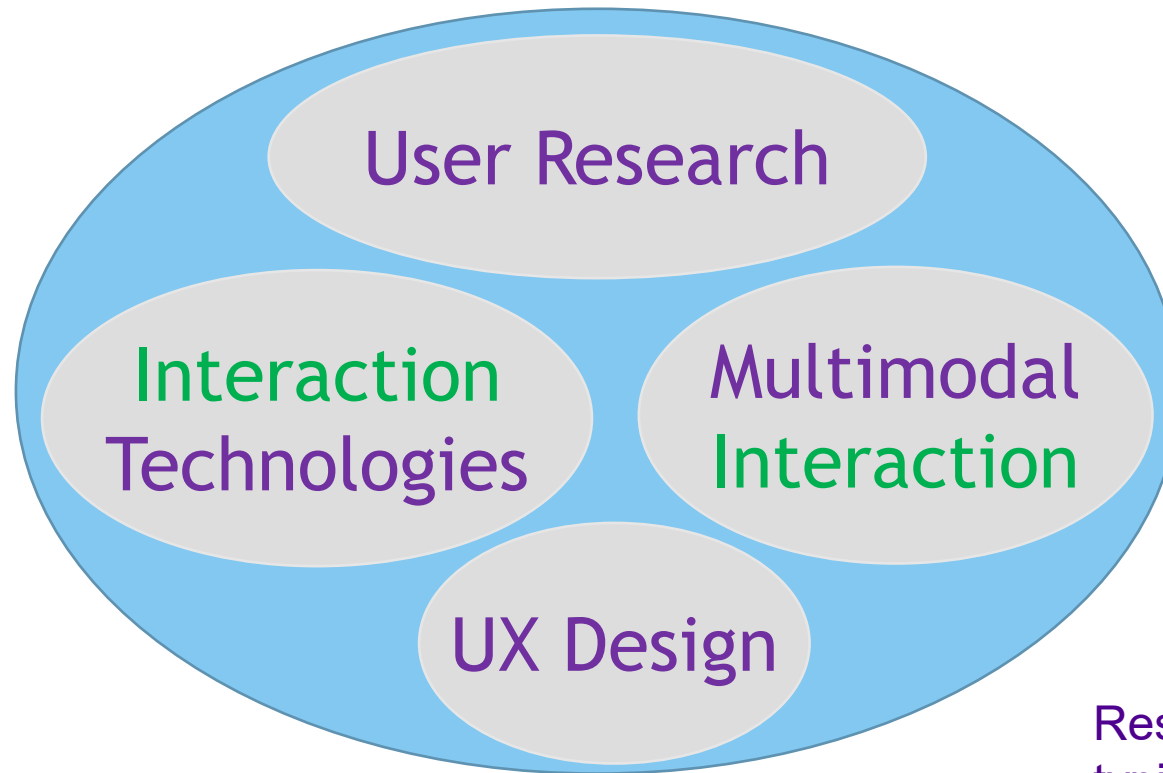 User Research
Interaction
Technologies
Multimodal
Interaction
UX Design